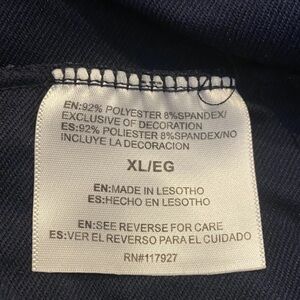 EN:92% POLYESTER 8%SPANDEX/
EXCLUSIVE OF DECORATION
ES:92% POLIESTER 8%SPANDEX/NO
INCLUYE LA DECORACION
XL/EG
EN:MADE IN LESOTHO
ES:HECHO EN LESOTHO
EN:SEE REVERSE FOR CARE
ES:VER EL REVERSO PARA EL CUIDADO
RN#117927